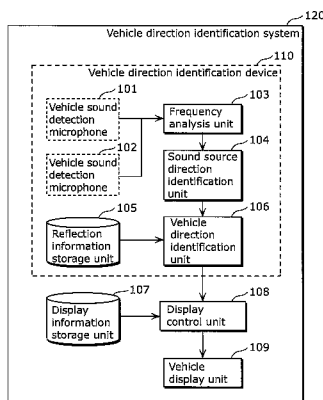 120
Vehicle direction identification system
110
Vehicle direction identification device
101
Vehicle sound
detection
microphone
103
Frequency
analysis unit
102
Vehicle sound
detection
microphone
104
Sound source
direction
identification
unit
105
Reflection
information
storage unit
106
Vehicle
direction
identification
unit
107
Display
information
storage unit
108
Display
control unit
109
Vehicle
display unit